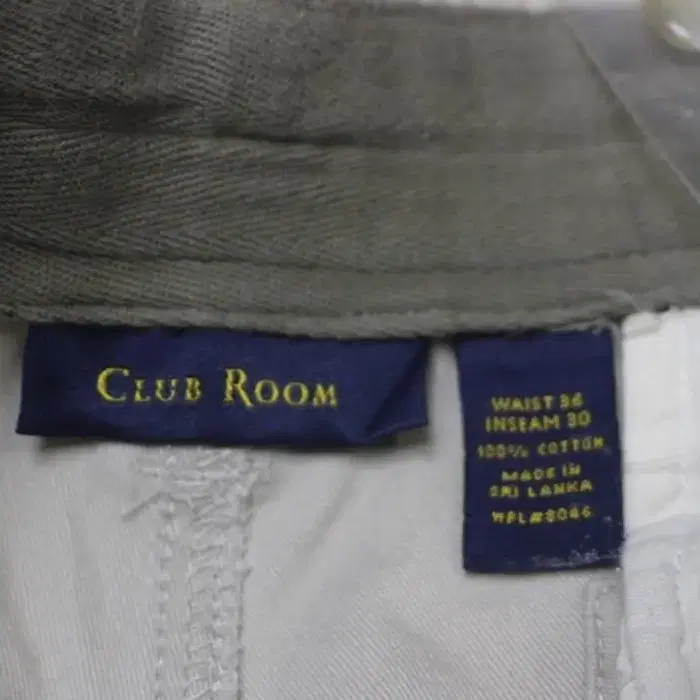 CLUB ROOM
WAIST 36
INSEAM 30
100% COTTON
MADE IN
SRI LANKA
WPL#8046